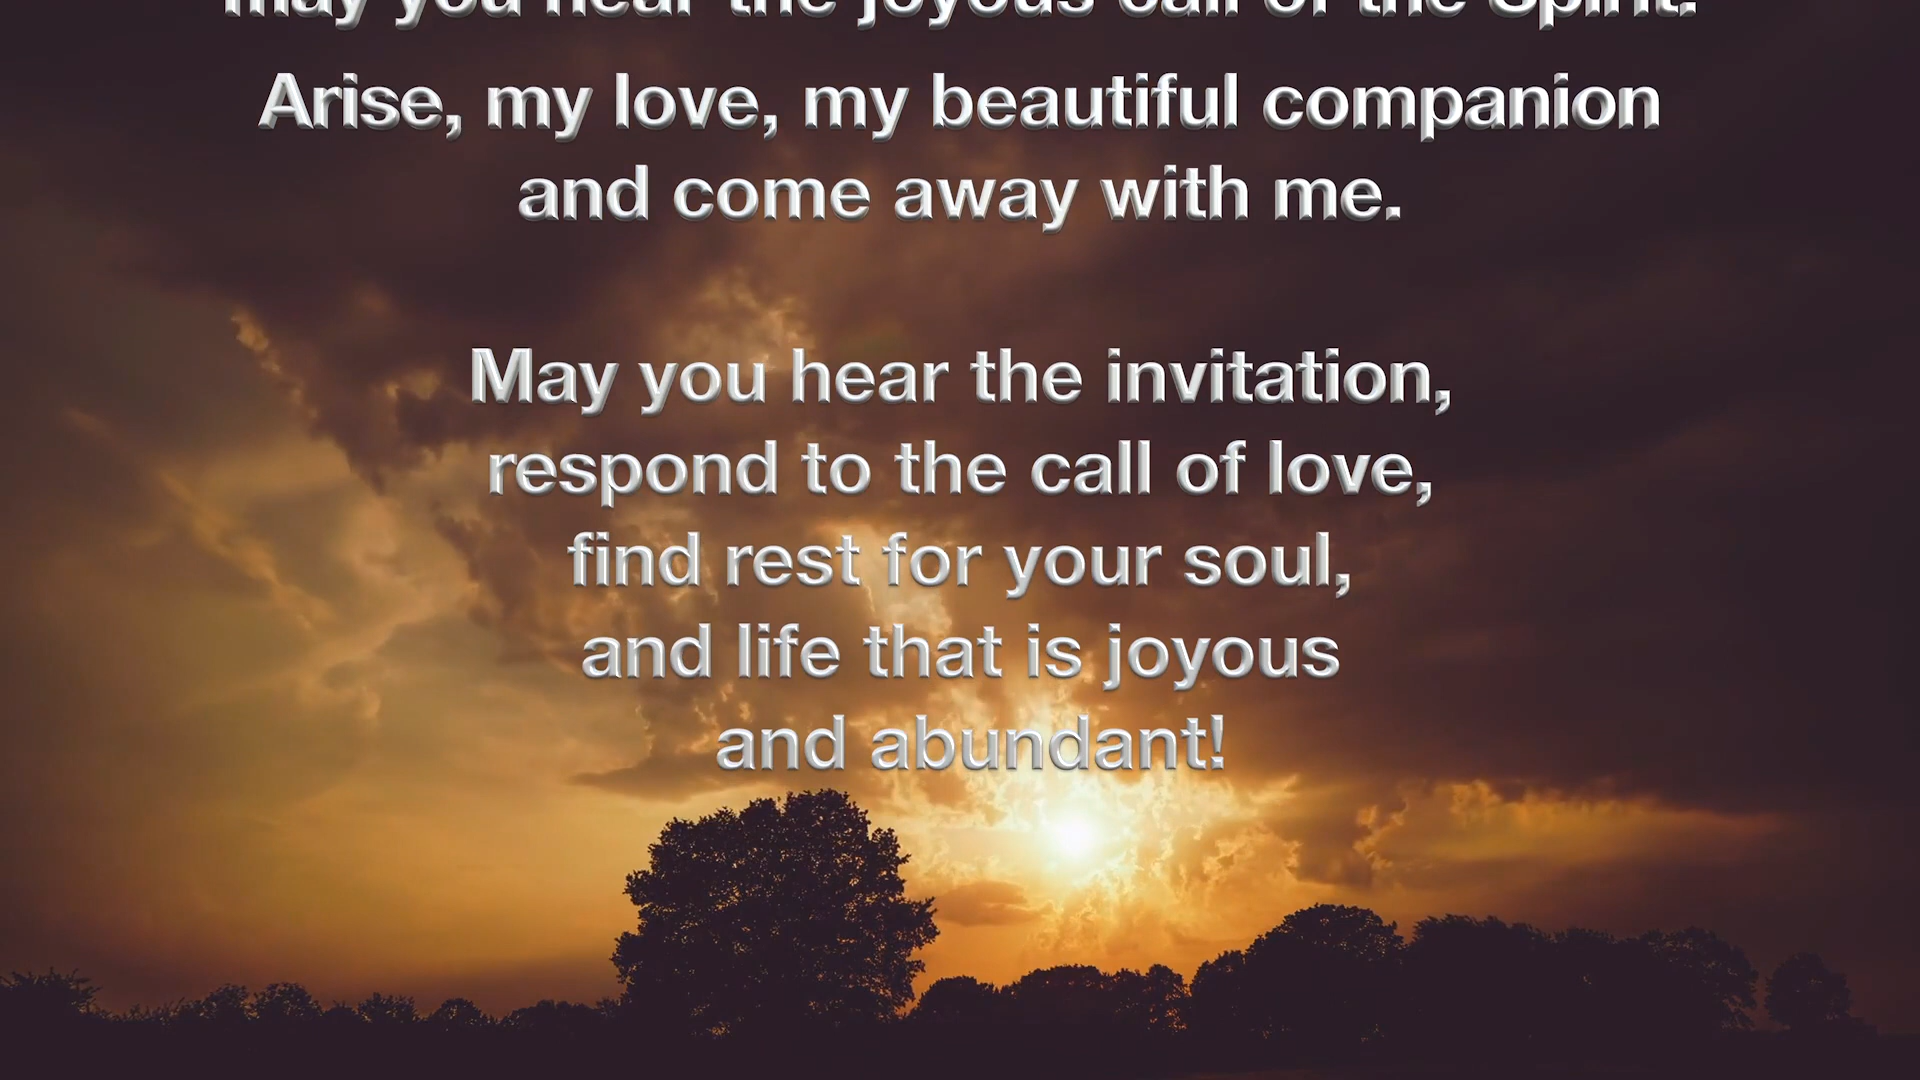 may you hear the joyous call of the Spirit:
Arise, my love, my beautiful companion
and come away with me.
May you hear the invitation,
respond to the call of love,
find rest for your soul,
and life that is joyous
and abundant!